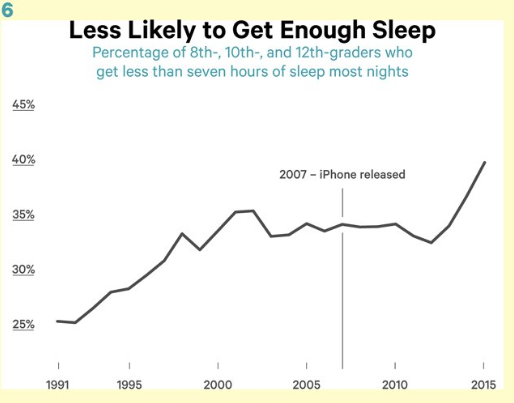 6
Less Likely to Get Enough Sleep
Percentage of 8th-, 10th-, and 12th-graders who
get less than seven hours of sleep most nights
45%
40%
2007 – iPhone released
35%
30%
25%
1991 1995 2000 2005 2010 2015